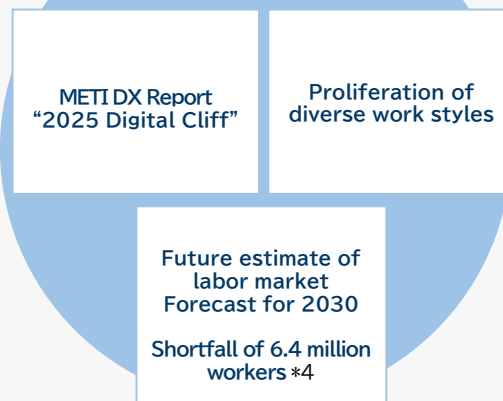 METI DX Report
“2025 Digital Cliff”
Proliferation of
diverse work styles
Future estimate of
labor market
Forecast for 2030
Shortfall of 6.4 million
workers *4